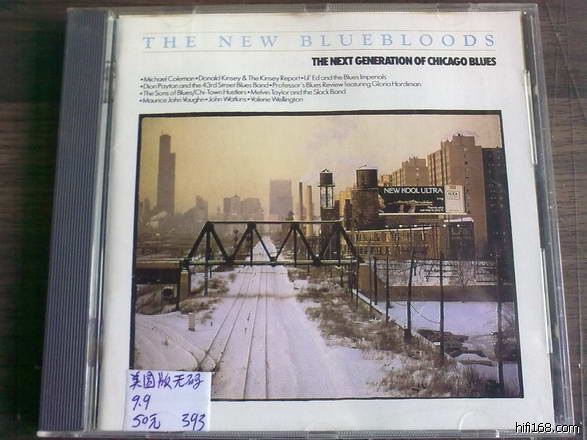 THE NEW BLUEBLOODS
THE NEXT GENERATION OF CHICAGO BLUES
•Michael Coleman•Donald Kinsey & The Kinsey Report•Lil' Ed and the Blues Imperials
•Dion Payton and the 43rd Street Blues Band•Professor's Blues Review featuring Gloria Hardiman
•The Sons of Blues/Chi-Town Hustlers•Melvin Taylor and the Slack Band
•Maurice John Vaughn•John Watkins•Valerie Wellington
NEW KOOL ULTRA
美国版无码
9.9
50元 393
hifi168.com